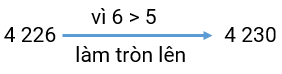 vì 6 > 5
4 226 4 230
làm tròn lên